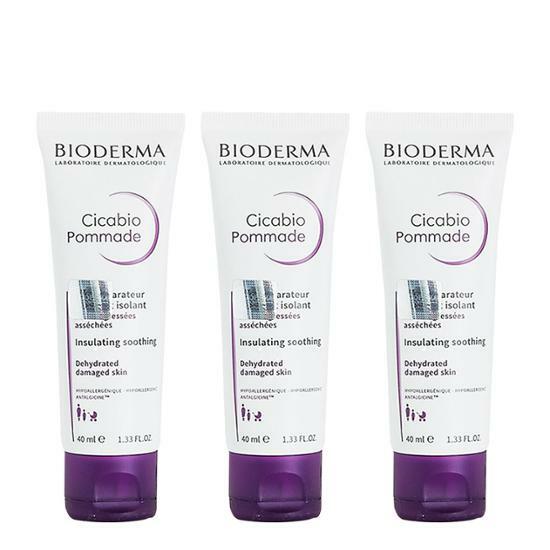 BIODERMA
LABORATOIRE DERMATOLOGIQUE
Cicabio
Pommade
arateur
isolant
essées
asséchées
Insulating soothing
Dehydrated
damaged skin
HYPOALLERGÉNIQUE - HYPOALLERGENIC
ANTALGICINE™
40 ml e 1.33 FL.OZ.
BIODERMA
LABORATOIRE DERMATOLOGIQUE
Cicabio
Pommade
arateur
isolant
essées
asséchées
Insulating soothing
Dehydrated
damaged skin
HYPOALLERGÉNIQUE - HYPOALLERGENIC
ANTALGICINE™
40 ml e 1.33 FL.OZ.
BIODERMA
LABORATOIRE DERMATOLOGIQUE
Cicabio
Pommade
arateur
isolant
essées
asséchées
Insulating soothing
Dehydrated
damaged skin
HYPOALLERGÉNIQUE - HYPOALLERGENIC
ANTALGICINE™
40 ml e 1.33 FL.OZ.